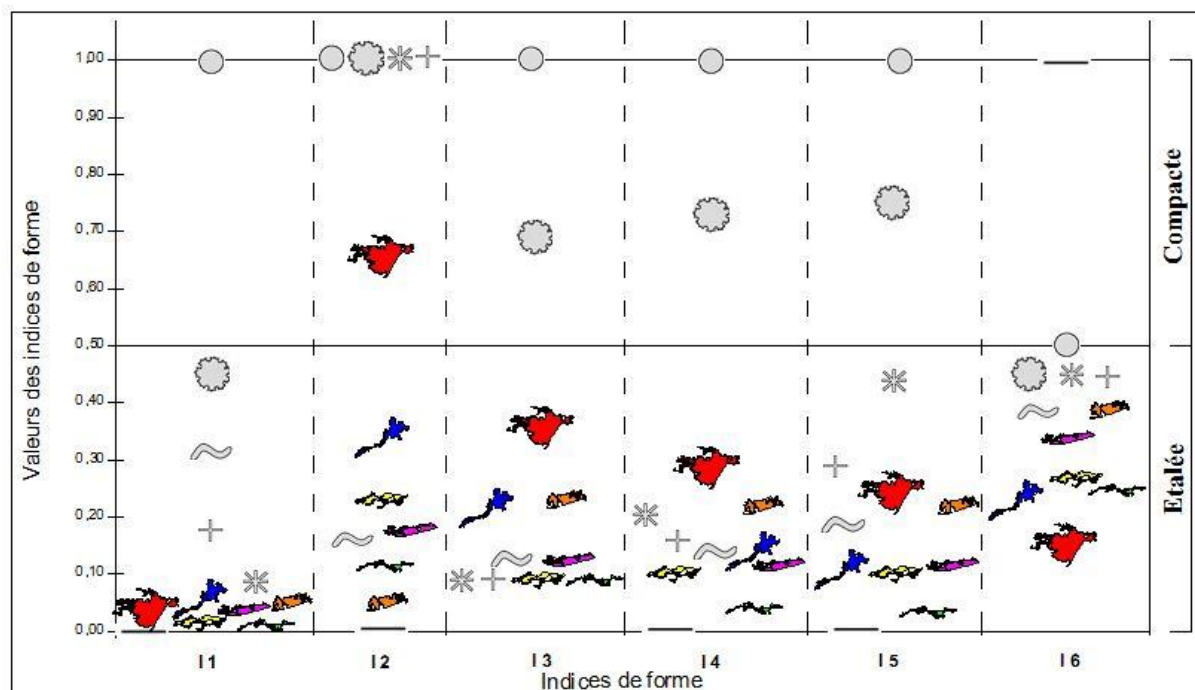 Valeurs des indices de forme
1,00
0,90
0,80
0,70
0,60
0,50
0,40
0,30
0,20
0,10
0,00
I1
I2
I3
I4
I5
I6
Indices de forme
Compacte
Etalée